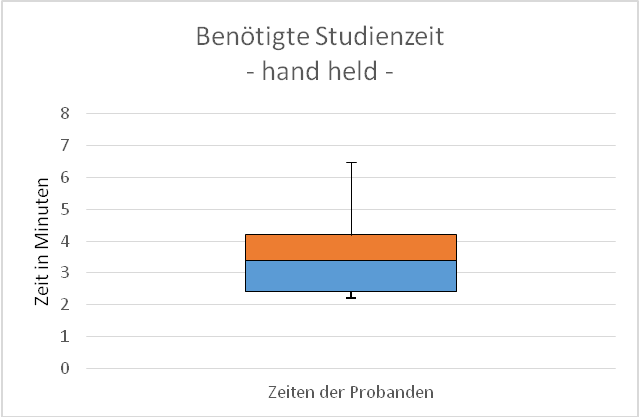 Benötigte Studienzeit
- hand held -
8
7
6
5
4
3
2
1
0
Zeit in Minuten
Zeiten der Probanden